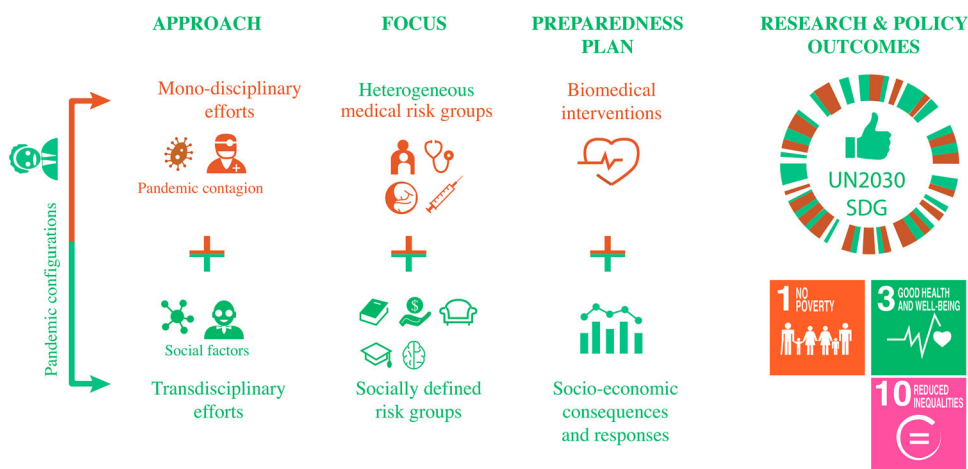 APPROACH
FOCUS
PREPAREDNESS
PLAN
RESEARCH & POLICY
OUTCOMES
Pandemic configurations
Mono-disciplinary
efforts
Pandemic contagion
Social factors
Transdisciplinary
efforts
Heterogeneous
medical risk groups
$
Socially defined
risk groups
Biomedical
interventions
Socio-economic
consequences
and responses
UN2030
SDG
1 NO
POVERTY
3 GOOD HEALTH
AND WELL-BEING
10 REDUCED
INEQUALITIES